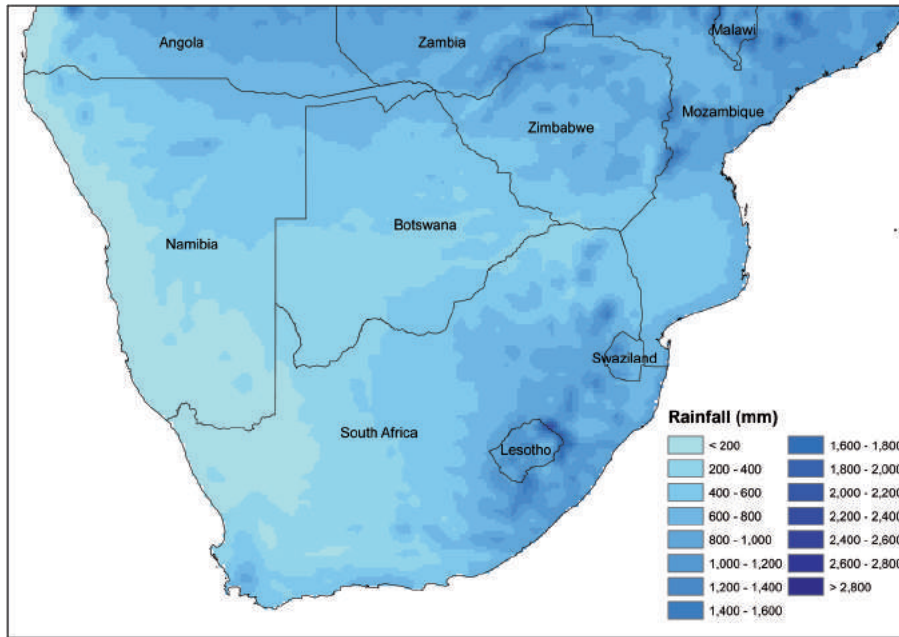 Angola
Zambia
Malawi
Mozambique
Zimbabwe
Botswana
Namibia
Swaziland
South Africa
Lesotho
Rainfall (mm)
< 200
200 - 400
400 - 600
600 - 800
800 - 1,000
1,000 - 1,200
1,200 - 1,400
1,400 - 1,600
1,600 - 1,800
1,800 - 2,000
2,000 - 2,200
2,200 - 2,400
2,400 - 2,600
2,600 - 2,800
> 2,800